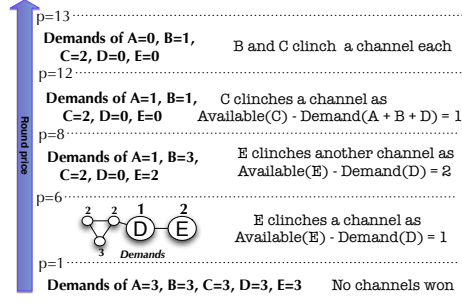 p=13
Demands of A=0, B=1,
C=2, D=0, E=0
B and C clinch a channel each
p=12
Demands of A=1, B=1,
C=2, D=0, E=0
C clinches a channel as
Available(C) - Demand(A + B + D) = 1
p=8
Demands of A=1, B=3,
C=2, D=0, E=2
E clinches another channel as
Available(E) - Demand(D) = 2
p=6
2 2 1 2
D E
3
Demands
E clinches a channel as
Available(E) - Demand(D) = 1
p=1
Demands of A=3, B=3, C=3, D=3, E=3 No channels won
Round price